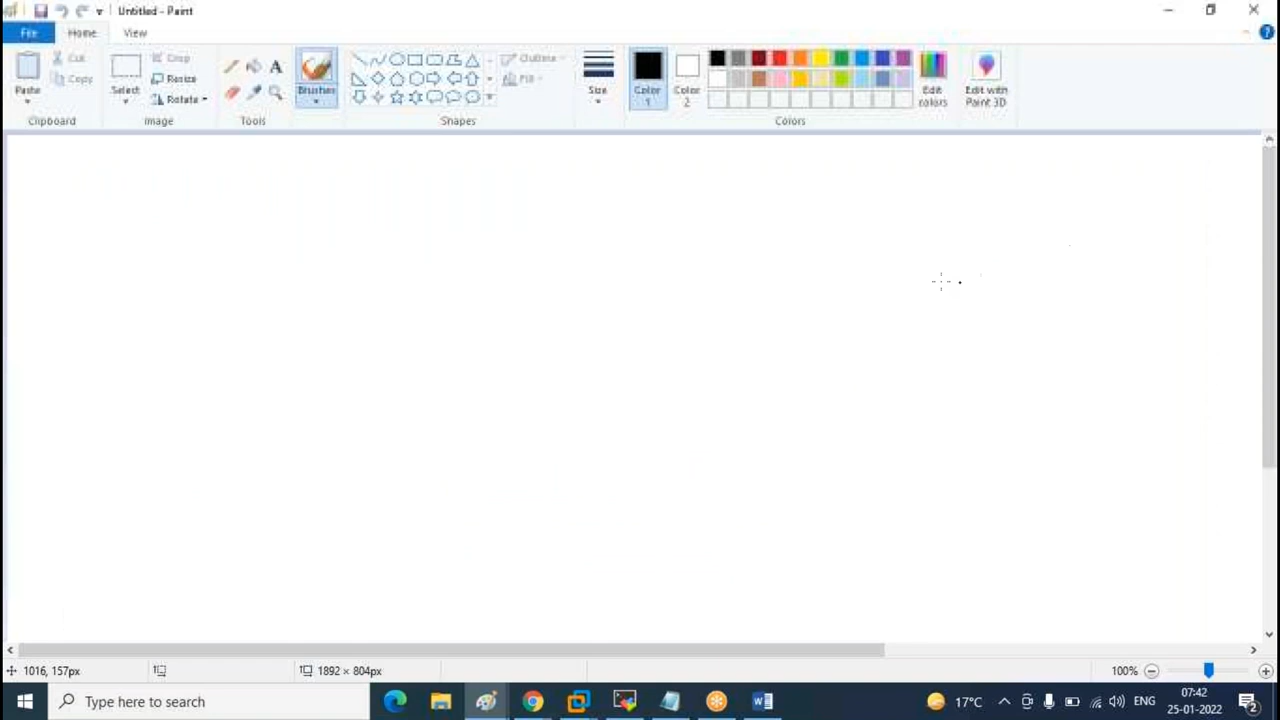 Untitled - Paint
File Home View
Paste
Cut
Copy
Clipboard
Select
Crop
Resize
Rotate
Image
A
Tools
Brushes
Shapes
Outline
Fill
Size
Color 1
Color 2
Edit colors
Edit with Paint 3D
Colors
1016, 157px
1892 × 804px
100%
Type here to search
17°C
ENG
07:42
25-01-2022
2